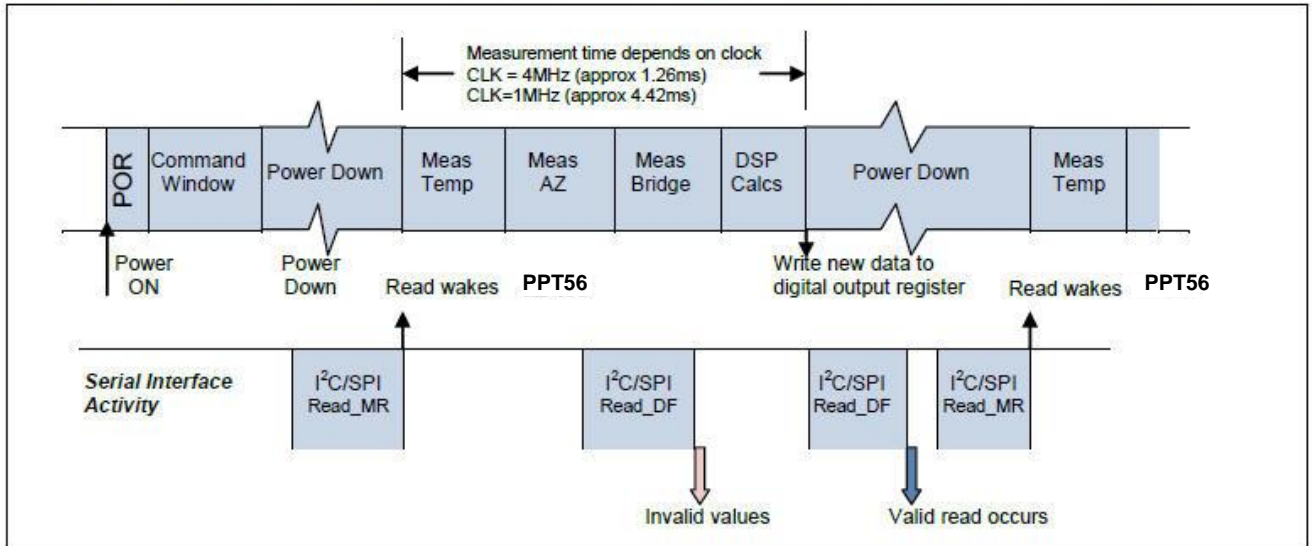 Measurement time depends on clock
CLK = 4MHz (approx 1.26ms)
CLK=1MHz (approx 4.42ms)
POR
Command
Window
Power Down
Meas
Temp
Meas
AZ
Meas
Bridge
DSP
Calcs
Power Down
Meas
Temp
Power
ON
Power
Down
Read wakes PPT56
Write new data to
digital output register
Read wakes PPT56
Serial Interface
Activity
I²C/SPI
Read_MR
I²C/SPI
Read_DF
I²C/SPI
Read_DF
I²C/SPI
Read_MR
Invalid values
Valid read occurs